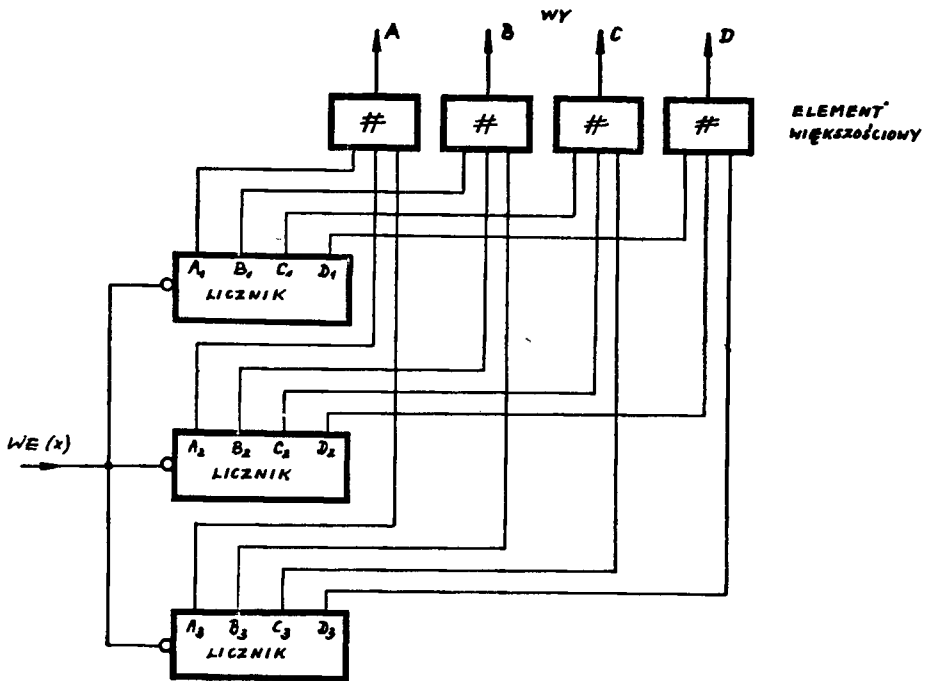 WY
A B C D
# # # #
ELEMENT
WIĘKSZOŚCIOWY
A₁ B₁ C₁ D₁
LICZNIK
WE (x)
A₂ B₂ C₂ D₂
LICZNIK
A₃ B₃ C₃ D₃
LICZNIK